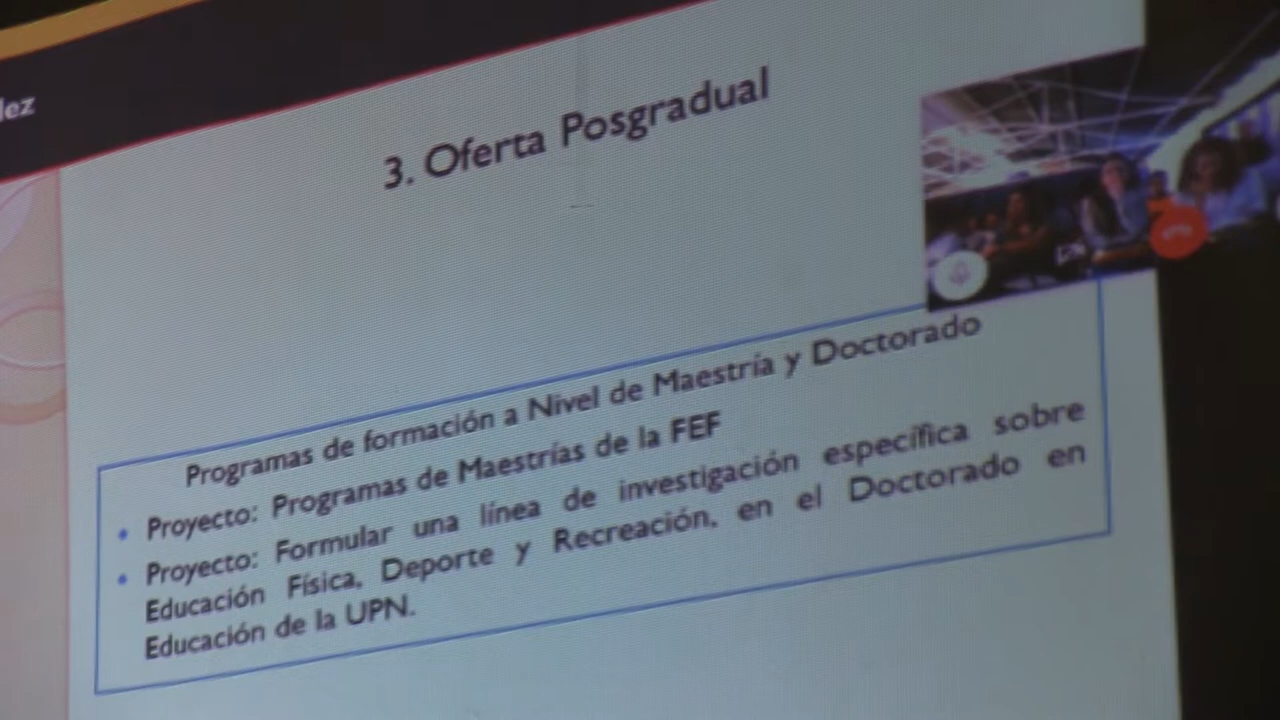 lez
3. Oferta Posgradual
Programas de formación a Nivel de Maestría y Doctorado
• Proyecto: Programas de Maestrías de la FEF
• Proyecto: Formular una línea de investigación específica sobre
Educación Física, Deporte y Recreación, en el Doctorado en
Educación de la UPN.